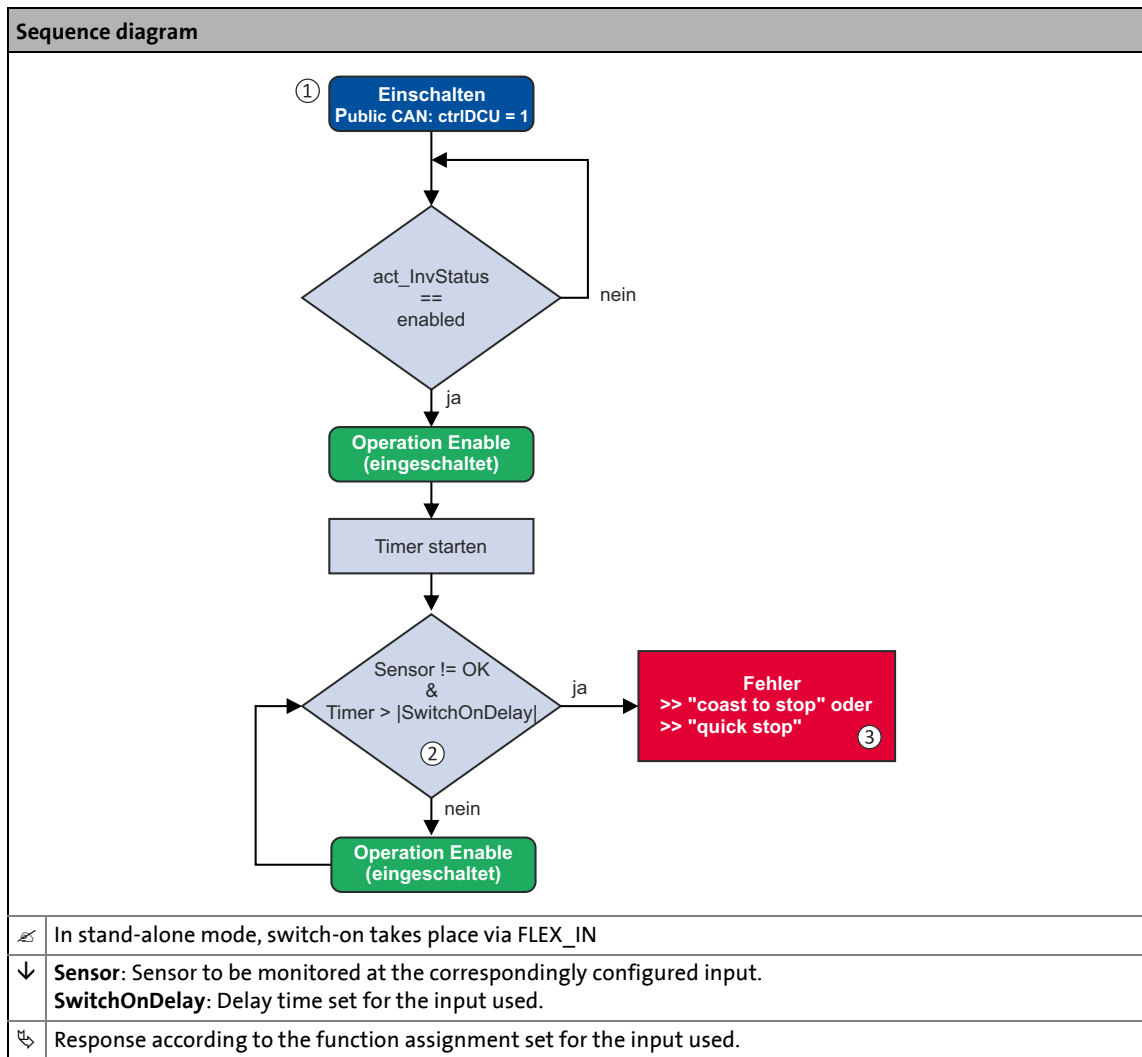 Sequence diagram
①
Einschalten
Public CAN: ctrlDCU = 1
act_InvStatus
==
enabled
nein
ja
Operation Enable
(eingeschaltet)
Timer starten
Sensor != OK
&
Timer > |SwitchOnDelay|
②
ja
Fehler
>> "coast to stop" oder
>> "quick stop"
③
nein
Operation Enable
(eingeschaltet)
In stand-alone mode, switch-on takes place via FLEX_IN
Sensor: Sensor to be monitored at the correspondingly configured input.
SwitchOnDelay: Delay time set for the input used.
Response according to the function assignment set for the input used.